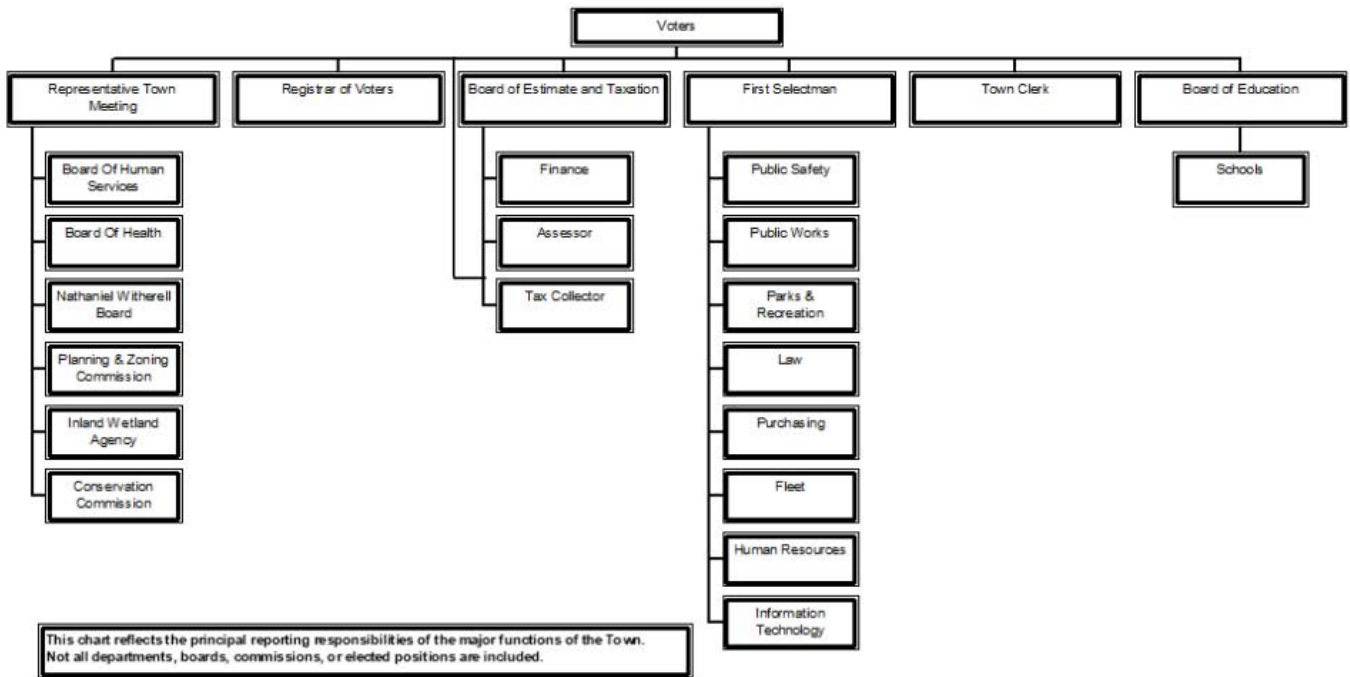 Voters
Representative Town
Meeting
Registrar of Voters
Board of Estimate and Taxation
First Selectman
Town Clerk
Board of Education
Board Of Human
Services
Board Of Health
Nathaniel Witherell
Board
Planning & Zoning
Commission
Inland Wetland
Agency
Conservation
Commission
Finance
Assessor
Tax Collector
Public Safety
Public Works
Parks &
Recreation
Law
Purchasing
Fleet
Human Resources
Information
Technology
Schools
This chart reflects the principal reporting responsibilities of the major functions of the Town.
Not all departments, boards, commissions, or elected positions are included.